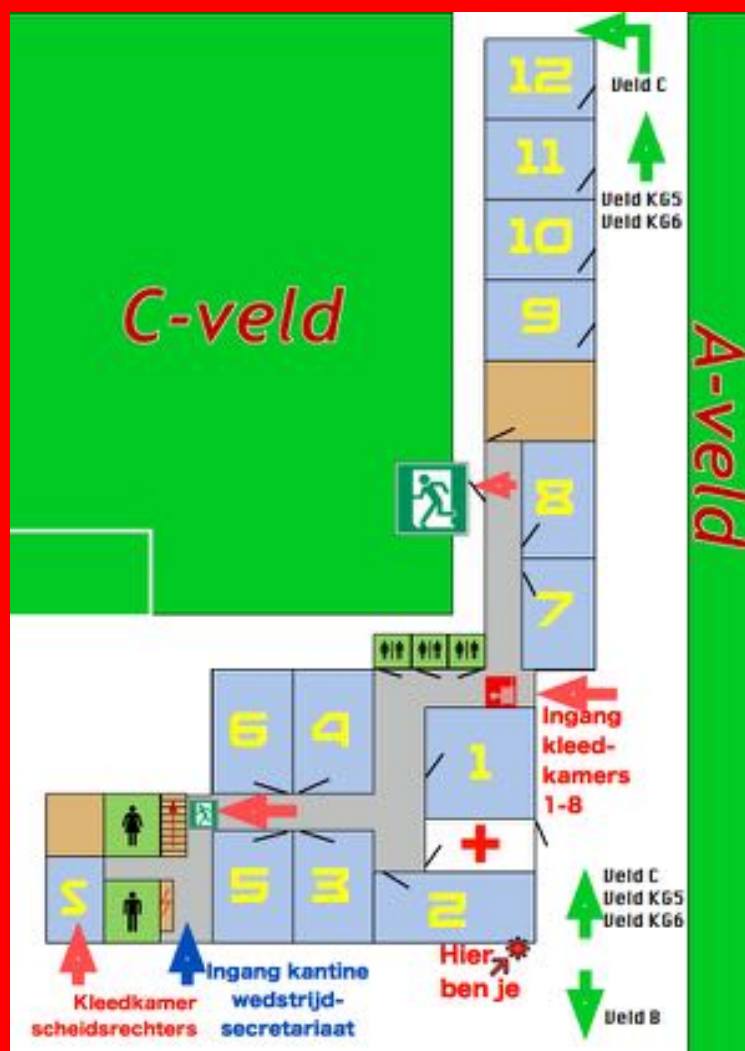 12
Veld C
11
Veld KG5
Veld KG6
10
C-veld
9
A-veld
8
7
Ingang
kleed-
kamers
1-8
6
4
1
5
3
2
Veld C
Veld KG5
Veld KG6
Hier
ben je
Ingang kantine
wedstrijd-
secretariaat
Kleedkamer
scheidsrechters
Veld B